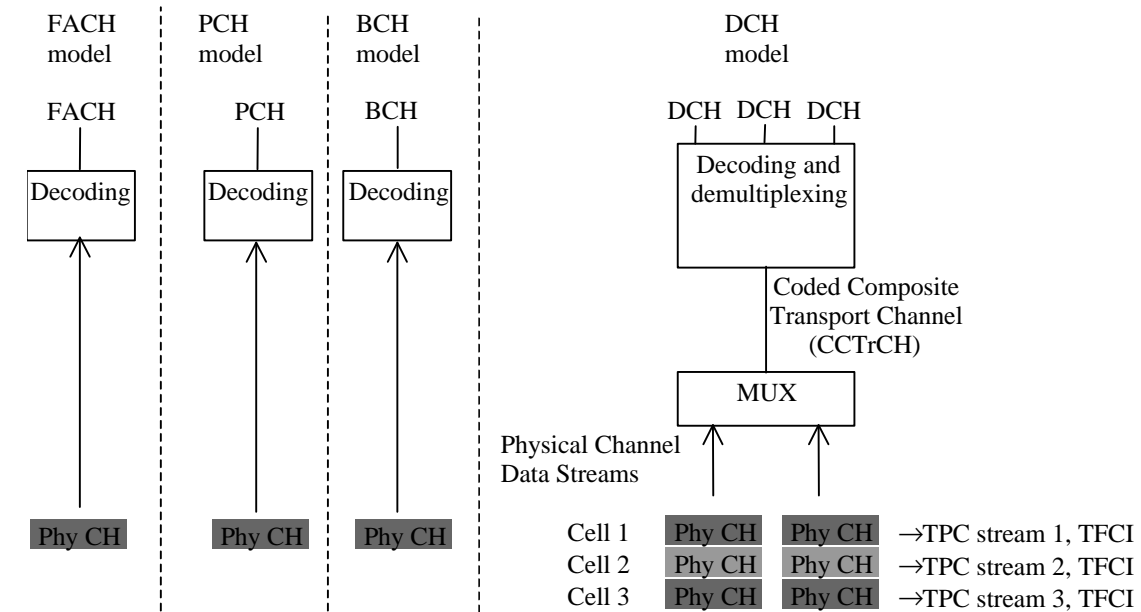 FACH
model
PCH
model
BCH
model
DCH
model
FACH
PCH
BCH
DCH DCH DCH
Decoding
Decoding
Decoding
Decoding and
demultiplexing
Coded Composite
Transport Channel
(CCTrCH)
MUX
Physical Channel
Data Streams
Phy CH
Phy CH
Phy CH
Cell 1 Phy CH Phy CH →TPC stream 1, TFCI
Cell 2 Phy CH Phy CH →TPC stream 2, TFCI
Cell 3 Phy CH Phy CH →TPC stream 3, TFCI